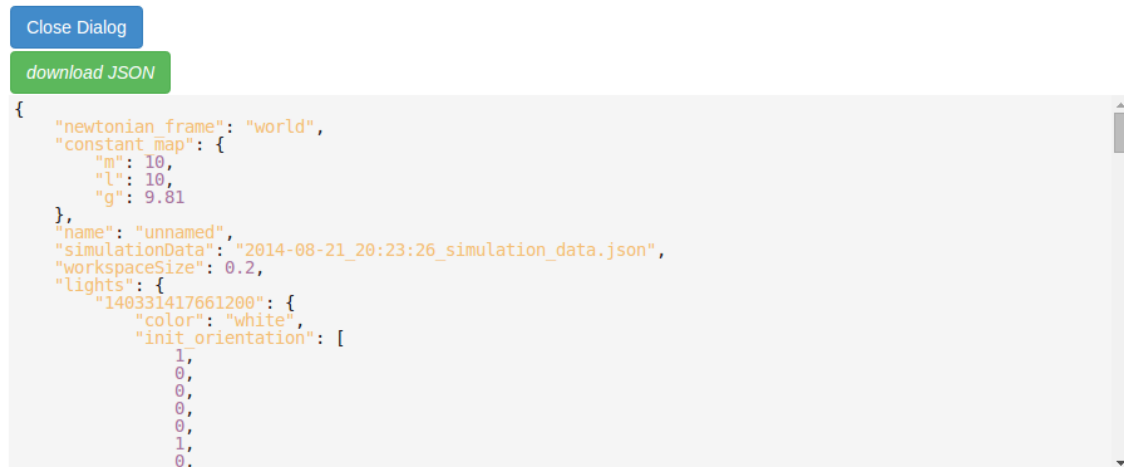 Close Dialog
download JSON
{
    "newtonian_frame": "world",
    "constant_map": {
        "m": 10,
        "l": 10,
        "g": 9.81
    },
    "name": "unnamed",
    "simulationData": "2014-08-21_20:23:26_simulation_data.json",
    "workspaceSize": 0.2,
    "lights": {
        "140331417661200": {
            "color": "white",
            "init_orientation": [
                1,
                0,
                0,
                0,
                0,
                1,
                0,